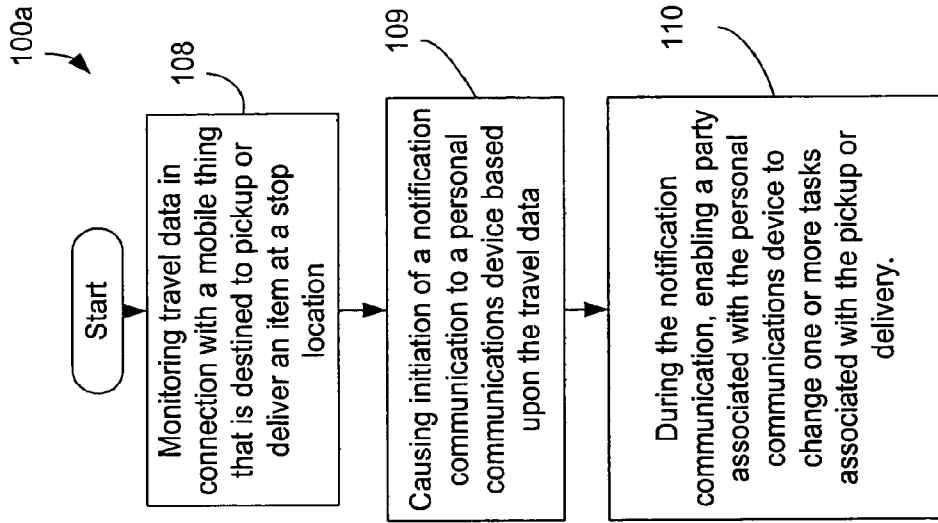 100a
Start
108
Monitoring travel data in
connection with a mobile thing
that is destined to pickup or
deliver an item at a stop
location
109
Causing initiation of a notification
communication to a personal
communications device based
upon the travel data
110
During the notification
communication, enabling a party
associated with the personal
communications device to
change one or more tasks
associated with the pickup or
delivery.